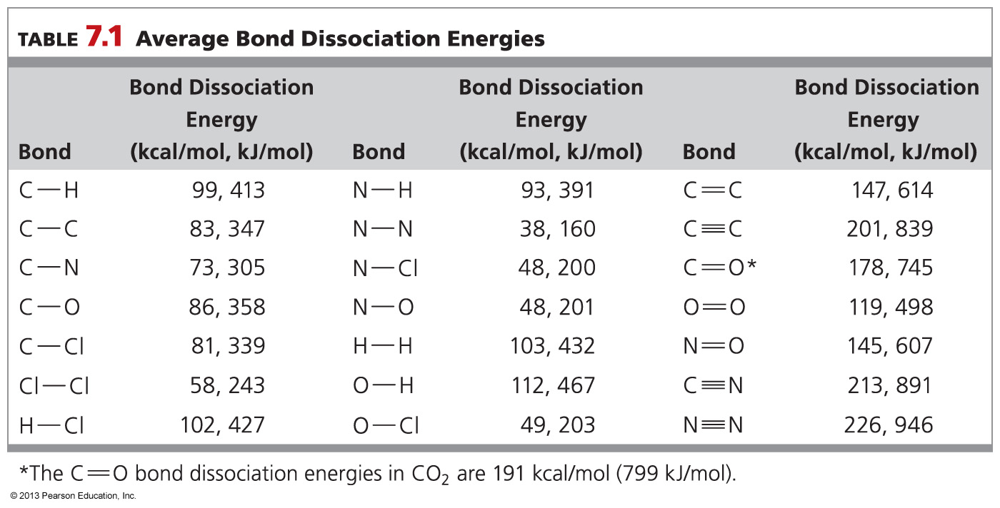 TABLE 7.1 Average Bond Dissociation Energies
Bond Dissociation Bond Dissociation Bond Dissociation
Energy Energy Energy
Bond (kcal/mol, kJ/mol) Bond (kcal/mol, kJ/mol) Bond (kcal/mol, kJ/mol)
C—H 99, 413 N—H 93, 391 C=C 147, 614
C—C 83, 347 N—N 38, 160 C≡C 201, 839
C—N 73, 305 N—Cl 48, 200 C=O* 178, 745
C—O 86, 358 N—O 48, 201 O=O 119, 498
C—Cl 81, 339 H—H 103, 432 N=O 145, 607
Cl—Cl 58, 243 O—H 112, 467 C≡N 213, 891
H—Cl 102, 427 O—Cl 49, 203 N≡N 226, 946
*The C=O bond dissociation energies in CO₂ are 191 kcal/mol (799 kJ/mol).
© 2013 Pearson Education, Inc.